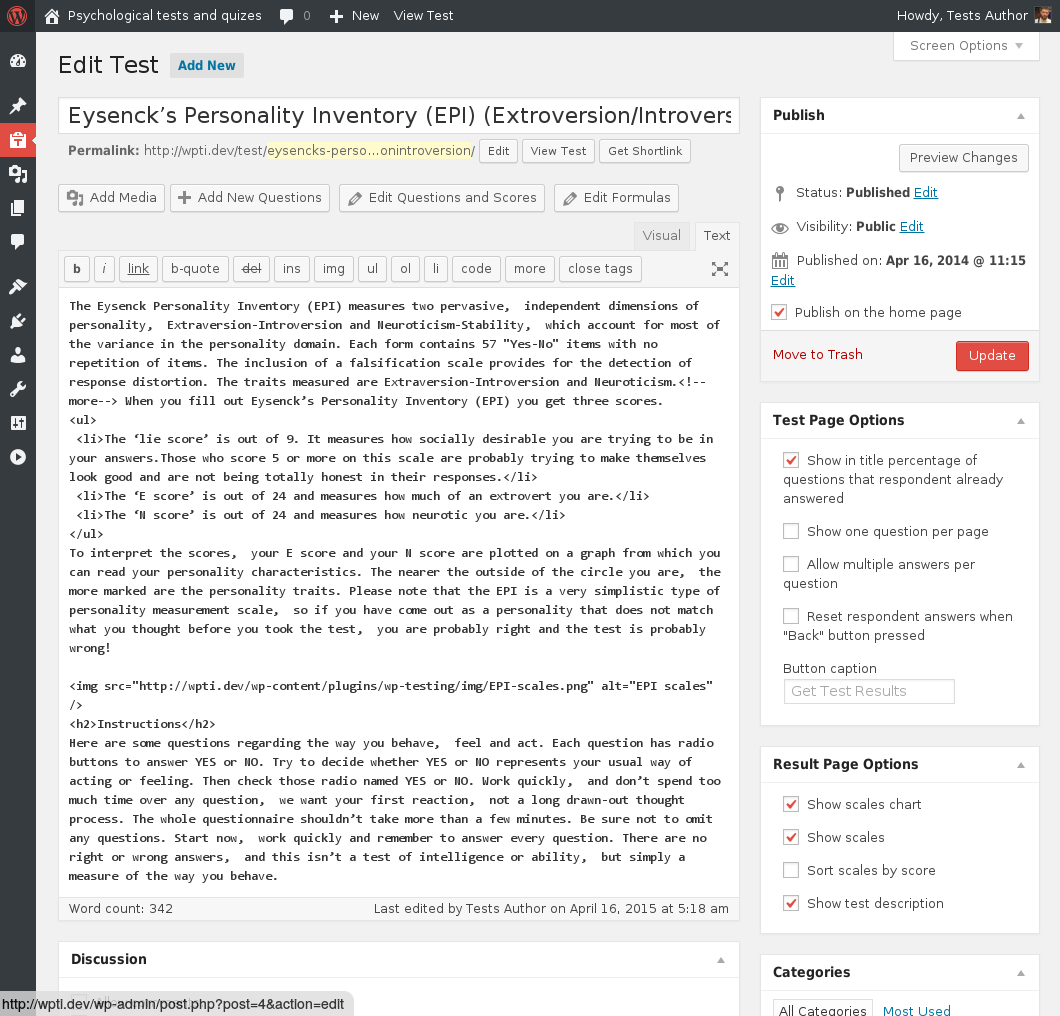 Psychological tests and quizes 0 New View Test Howdy, Tests Author
Screen Options
Edit Test Add New
Eysenck’s Personality Inventory (EPI) (Extroversion/Introvers
Permalink: http://wpti.dev/test/eysencks-perso…onintroversion/ Edit View Test Get Shortlink
Add Media Add New Questions Edit Questions and Scores Edit Formulas
Visual Text
b i link b-quote del ins img ul ol li code more close tags
The Eysenck Personality Inventory (EPI) measures two pervasive,  independent dimensions of
personality,  Extraversion-Introversion and Neuroticism-Stability,  which account for most of
the variance in the personality domain. Each form contains 57 "Yes-No" items with no
repetition of items. The inclusion of a falsification scale provides for the detection of
response distortion. The traits measured are Extraversion-Introversion and Neuroticism.<!--
more--> When you fill out Eysenck’s Personality Inventory (EPI) you get three scores.
<ul>
<li>The ‘lie score’ is out of 9. It measures how socially desirable you are trying to be in
your answers.Those who score 5 or more on this scale are probably trying to make themselves
look good and are not being totally honest in their responses.</li>
<li>The ‘E score’ is out of 24 and measures how much of an extrovert you are.</li>
<li>The ‘N score’ is out of 24 and measures how neurotic you are.</li>
</ul>
To interpret the scores,  your E score and your N score are plotted on a graph from which you
can read your personality characteristics. The nearer the outside of the circle you are,  the
more marked are the personality traits. Please note that the EPI is a very simplistic type of
personality measurement scale,  so if you have come out as a personality that does not match
what you thought before you took the test,  you are probably right and the test is probably
wrong!
<img src="http://wpti.dev/wp-content/plugins/wp-testing/img/EPI-scales.png" alt="EPI scales"
/>
<h2>Instructions</h2>
Here are some questions regarding the way you behave,  feel and act. Each question has radio
buttons to answer YES or NO. Try to decide whether YES or NO represents your usual way of
acting or feeling. Then check those radio named YES or NO. Work quickly,  and don’t spend too
much time over any question,  we want your first reaction,  not a long drawn-out thought
process. The whole questionnaire shouldn’t take more than a few minutes. Be sure not to omit
any questions. Start now,  work quickly and remember to answer every question. There are no
right or wrong answers,  and this isn’t a test of intelligence or ability,  but simply a
measure of the way you behave.
Word count: 342 Last edited by Tests Author on April 16, 2015 at 5:18 am
Discussion
http://wpti.dev/wp-admin/post.php?post=4&action=edit
Publish
Preview Changes
Status: Published Edit
Visibility: Public Edit
Published on: Apr 16, 2014 @ 11:15
Edit
Publish on the home page
Move to Trash Update
Test Page Options
Show in title percentage of
questions that respondent already
answered
Show one question per page
Allow multiple answers per
question
Reset respondent answers when
"Back" button pressed
Button caption
Get Test Results
Result Page Options
Show scales chart
Show scales
Sort scales by score
Show test description
Categories
All Categories Most Used